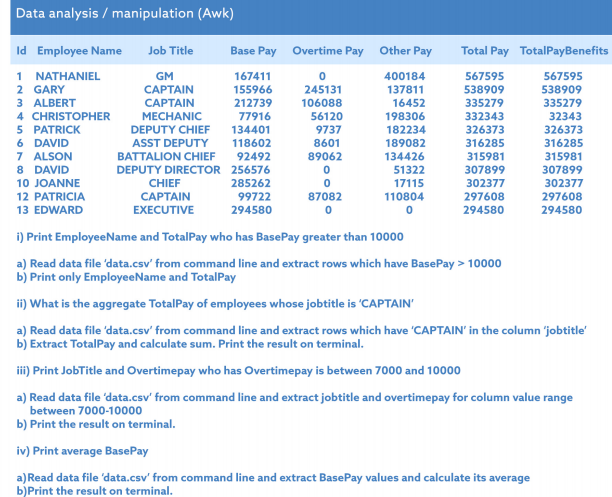 Data analysis / manipulation (Awk)
Id Employee Name Job Title Base Pay Overtime Pay Other Pay Total Pay TotalPayBenefits
1 NATHANIEL GM 167411 0 400184 567595 567595
2 GARY CAPTAIN 155966 245131 137811 538909 538909
3 ALBERT CAPTAIN 212739 106088 16452 335279 335279
4 CHRISTOPHER MECHANIC 77916 56120 198306 332343 32343
5 PATRICK DEPUTY CHIEF 134401 9737 182234 326373 326373
6 DAVID ASST DEPUTY 118602 8601 189082 316285 316285
7 ALSON BATTALION CHIEF 92492 89062 134426 315981 315981
8 DAVID DEPUTY DIRECTOR 256576 0 51322 307899 307899
10 JOANNE CHIEF 285262 0 17115 302377 302377
12 PATRICIA CAPTAIN 99722 87082 110804 297608 297608
13 EDWARD EXECUTIVE 294580 0 0 294580 294580
i) Print EmployeeName and TotalPay who has BasePay greater than 10000
a) Read data file ‘data.csv’ from command line and extract rows which have BasePay > 10000
b) Print only EmployeeName and TotalPay
ii) What is the aggregate TotalPay of employees whose jobtitle is ‘CAPTAIN’
a) Read data file ‘data.csv’ from command line and extract rows which have ‘CAPTAIN’ in the column ‘jobtitle’
b) Extract TotalPay and calculate sum. Print the result on terminal.
iii) Print JobTitle and Overtimepay who has Overtimepay is between 7000 and 10000
a) Read data file ‘data.csv’ from command line and extract jobtitle and overtimepay for column value range
between 7000-10000
b) Print the result on terminal.
iv) Print average BasePay
a)Read data file ‘data.csv’ from command line and extract BasePay values and calculate its average
b)Print the result on terminal.